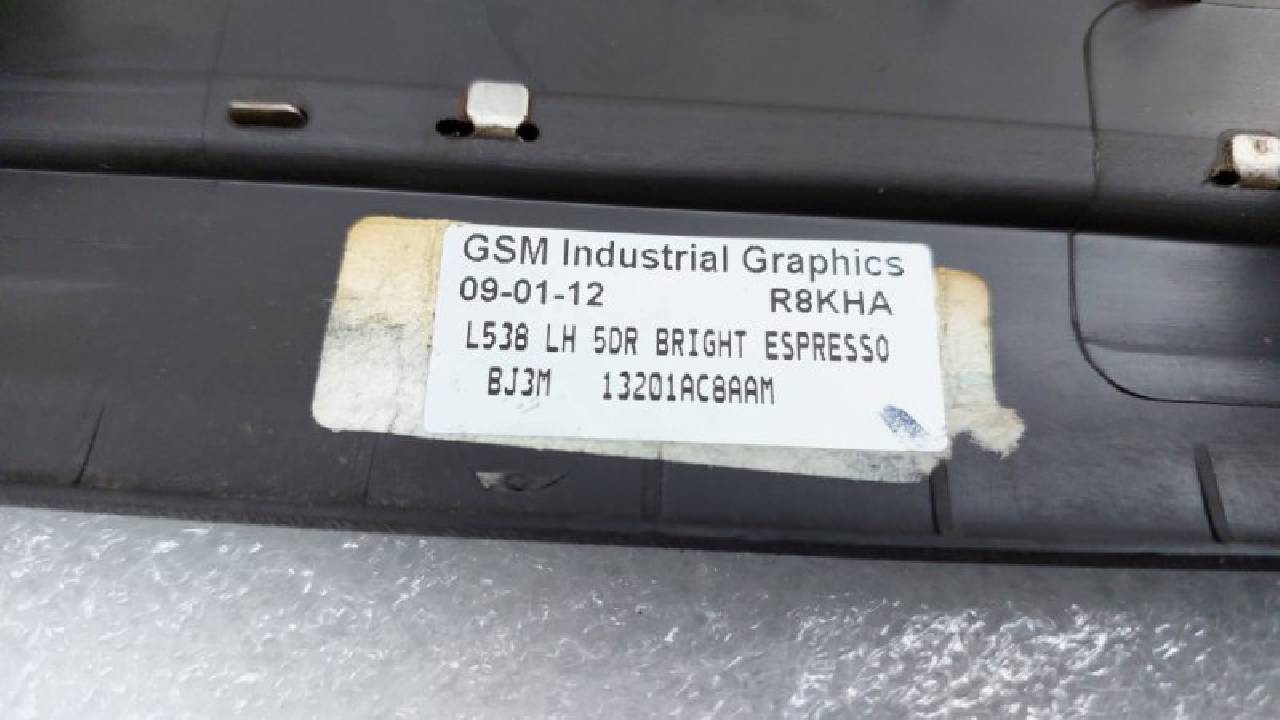 GSM Industrial Graphics
09-01-12 R8KHA
L538 LH 5DR BRIGHT ESPRESSO
BJ3M 13201AC8AAM